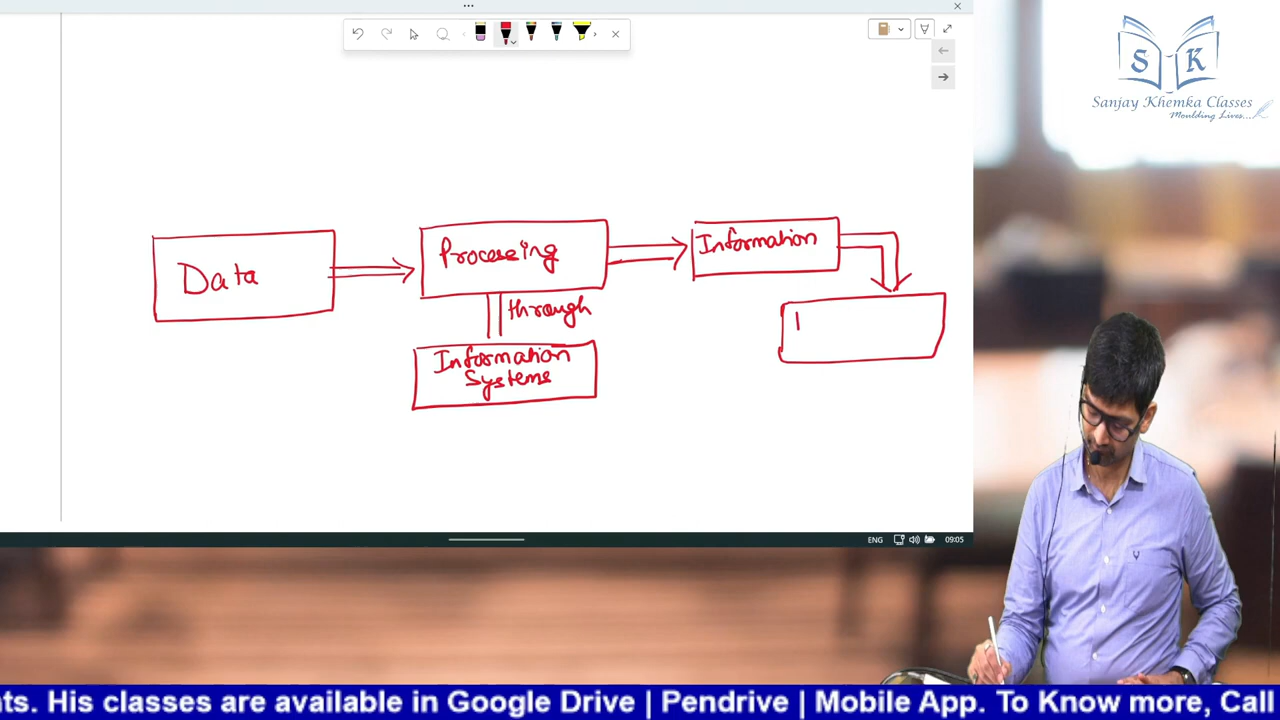 S K
Sanjay Khemka Classes
Moulding Lives...
Data
Processing
Information
through
Information
Systems
ENG 09:05
ts. His classes are available in Google Drive | Pendrive | Mobile App. To Know more, Call